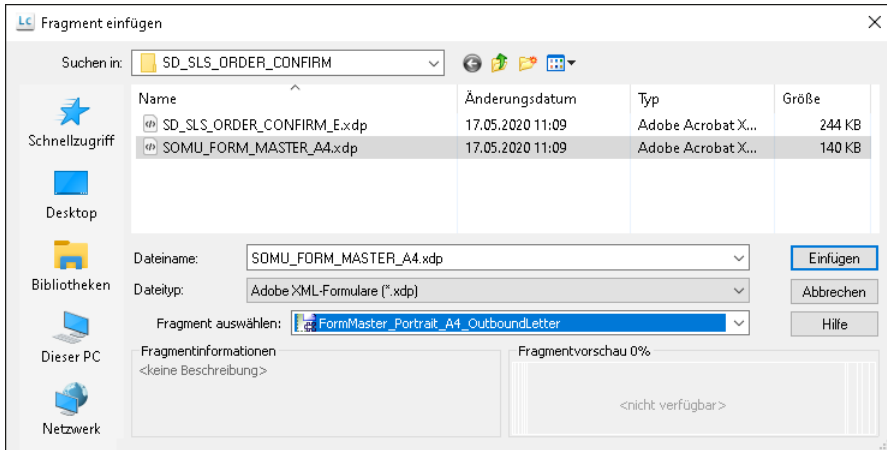 LC Fragment einfügen
Suchen in: SD_SLS_ORDER_CONFIRM
Name Änderungsdatum Typ Größe
SD_SLS_ORDER_CONFIRM_E.xdp 17.05.2020 11:09 Adobe Acrobat X... 244 KB
SOMU_FORM_MASTER_A4.xdp 17.05.2020 11:09 Adobe Acrobat X... 140 KB
Schnellzugriff
Desktop
Bibliotheken
Dieser PC
Netzwerk
Dateiname: SOMU_FORM_MASTER_A4.xdp Einfügen
Dateityp: Adobe XML-Formulare (*.xdp) Abbrechen
Fragment auswählen: FormMaster_Portrait_A4_OutboundLetter Hilfe
Fragmentinformationen Fragmentvorschau 0%
<keine Beschreibung>
<nicht verfügbar>